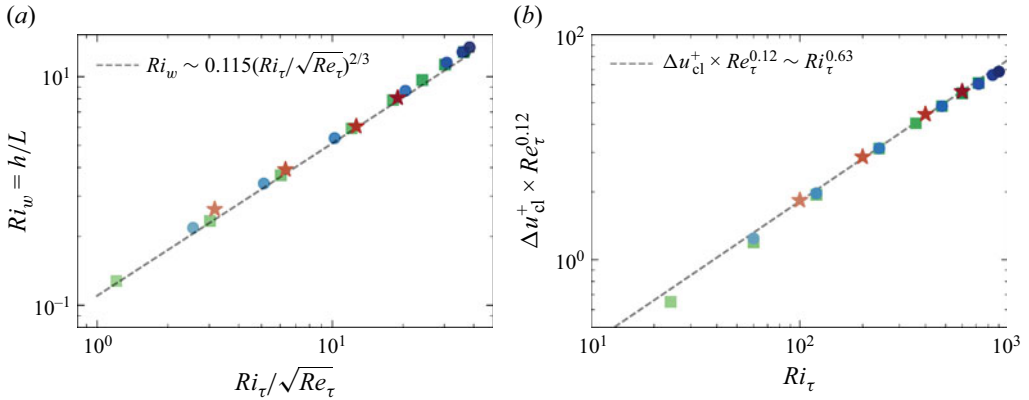 (a)
(b)
10¹
10⁻¹
Ri_w = h/L
Ri_w ~ 0.115(Ri_τ/√Re_τ)^{2/3}
10⁰
10¹
Ri_τ/√Re_τ
10²
10⁰
Δu⁺_cl × Re_τ^{0.12}
Δu⁺_cl × Re_τ^{0.12} ~ Ri_τ^{0.63}
10¹
10²
10³
Ri_τ